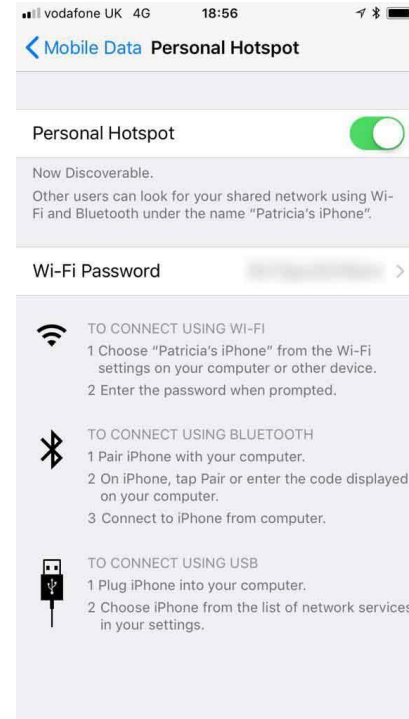 vodafone UK 4G 18:56
Mobile Data Personal Hotspot
Personal Hotspot
Now Discoverable.
Other users can look for your shared network using Wi-
Fi and Bluetooth under the name “Patricia's iPhone”.
Wi-Fi Password
TO CONNECT USING WI-FI
1 Choose “Patricia's iPhone” from the Wi-Fi
settings on your computer or other device.
2 Enter the password when prompted.
TO CONNECT USING BLUETOOTH
1 Pair iPhone with your computer.
2 On iPhone, tap Pair or enter the code displayed
on your computer.
3 Connect to iPhone from computer.
TO CONNECT USING USB
1 Plug iPhone into your computer.
2 Choose iPhone from the list of network services
in your settings.